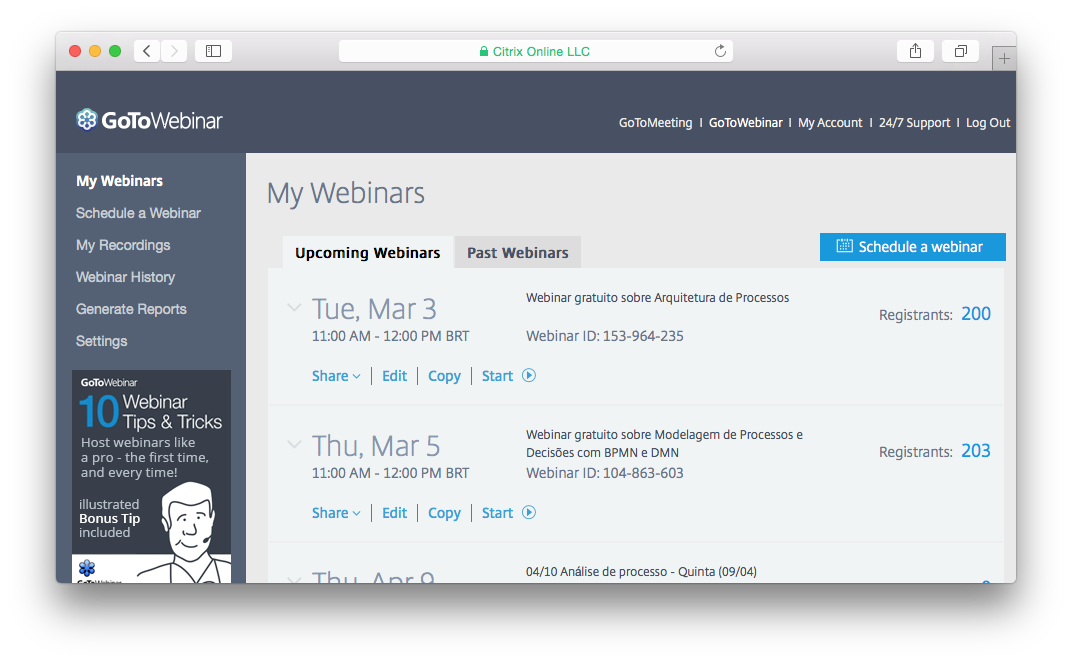 Citrix Online LLC
GoToWebinar
GoToMeeting | GoToWebinar | My Account | 24/7 Support | Log Out
My Webinars
Schedule a Webinar
My Recordings
Webinar History
Generate Reports
Settings
GoToWebinar
10 Webinar
Tips & Tricks
Host webinars like
a pro - the first time,
and every time!
illustrated
Bonus Tip
included
GoToWebinar
My Webinars
Upcoming Webinars
Past Webinars
Schedule a webinar
Tue, Mar 3
11:00 AM - 12:00 PM BRT
Webinar gratuito sobre Arquitetura de Processos
Webinar ID: 153-964-235
Registrants: 200
Share | Edit | Copy | Start
Thu, Mar 5
11:00 AM - 12:00 PM BRT
Webinar gratuito sobre Modelagem de Processos e
Decisões com BPMN e DMN
Webinar ID: 104-863-603
Registrants: 203
Share | Edit | Copy | Start
Thu, Apr 9
04/10 Análise de processo - Quinta (09/04)